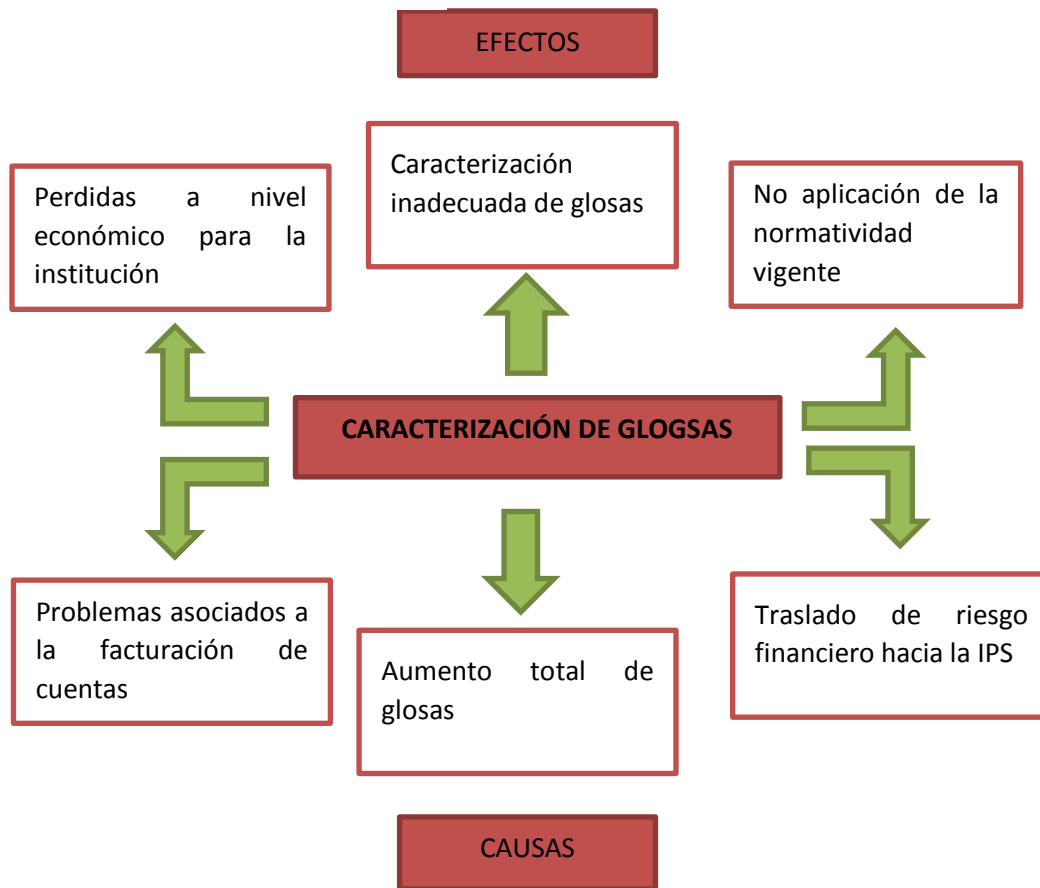 EFECTOS
Perdidas a nivel
económico para la
institución
Caracterización
inadecuada de glosas
No aplicación de la
normatividad
vigente
CARACTERIZACIÓN DE GLOGSAS
Problemas asociados a
la facturación de
cuentas
Aumento total de
glosas
Traslado de riesgo
financiero hacia la IPS
CAUSAS